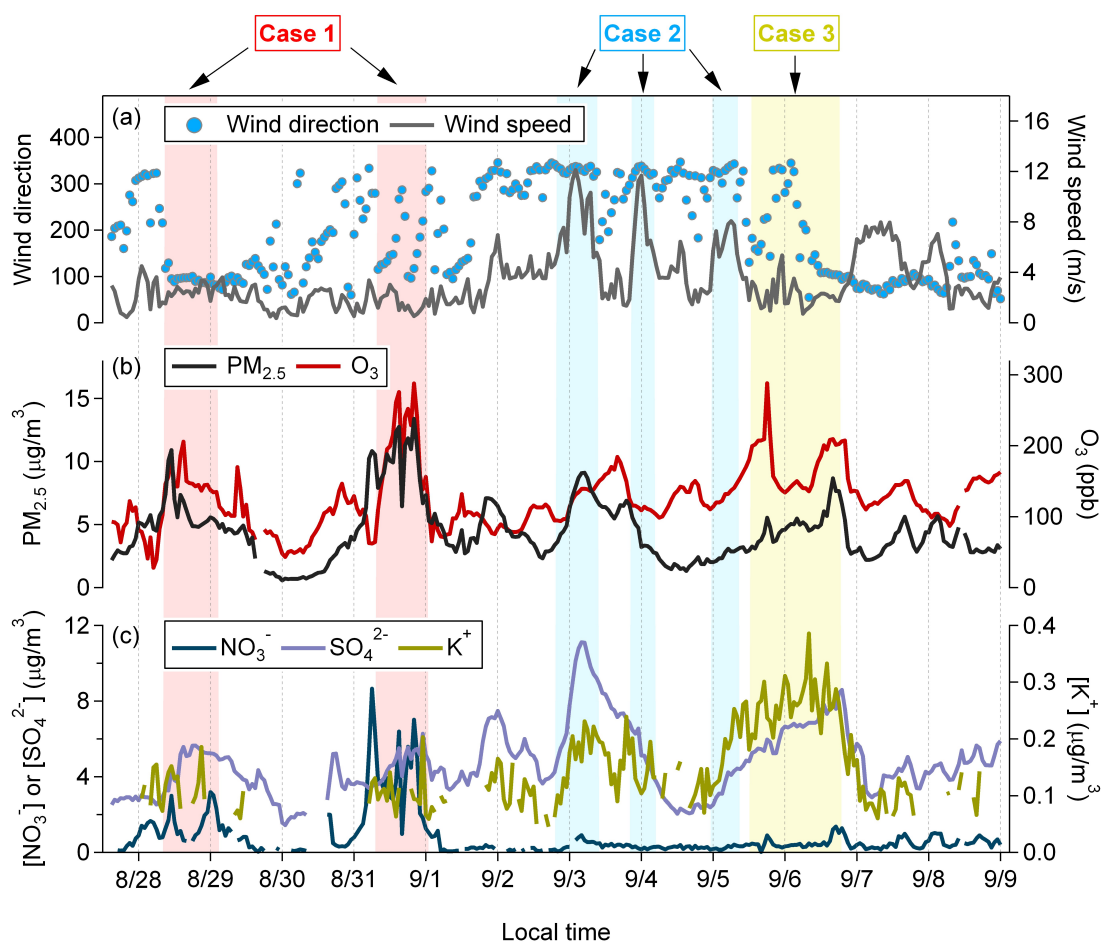 Case 1
Case 2
Case 3
(a)
Wind direction
Wind speed
Wind direction
400
300
200
100
0
16
12
8
4
0
Wind speed (m/s)
(b)
PM2.5
O3
PM2.5 (μg/m3)
15
10
5
0
300
200
100
0
O3 (ppb)
(c)
NO3-
SO42-
K+
[NO3-] or [SO42-] (μg/m3)
12
8
4
0
0.4
0.3
0.2
0.1
0.0
[K+] (μg/m3)
8/28 8/29 8/30 8/31 9/1 9/2 9/3 9/4 9/5 9/6 9/7 9/8 9/9
Local time